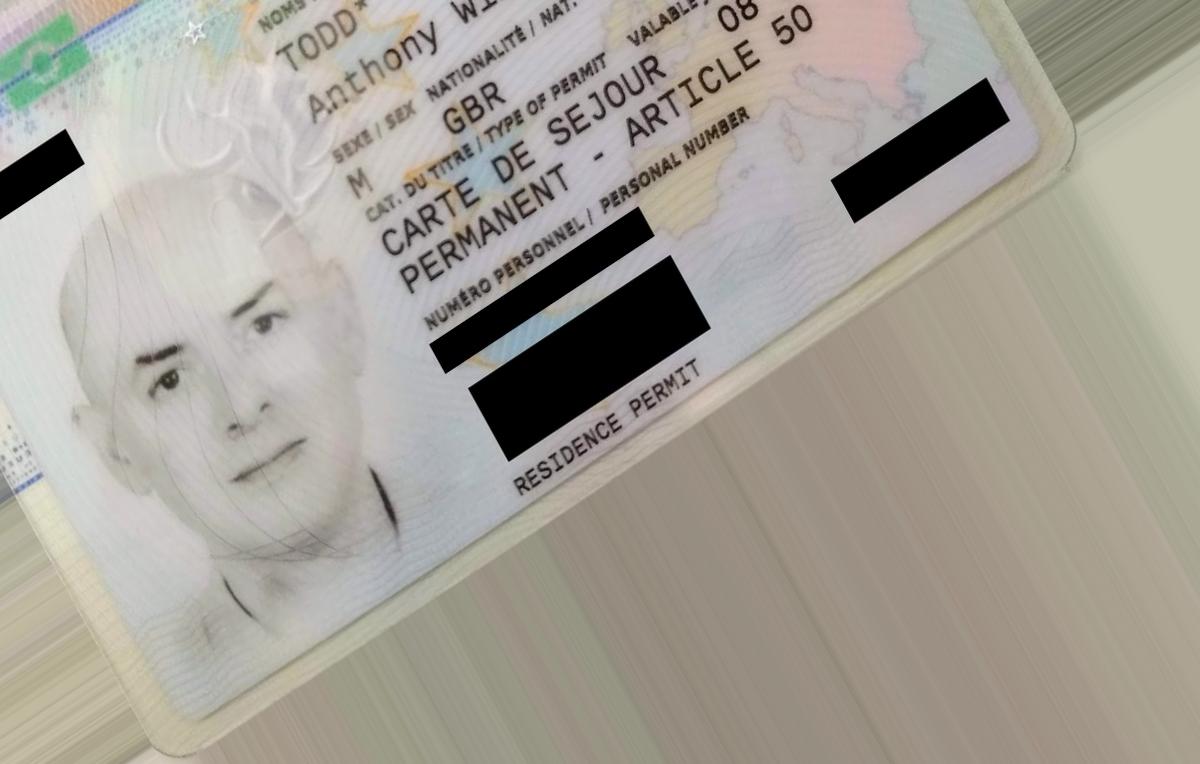 NOMS
TODD*
Anthony
SEXE / SEX NATIONALITÉ / NAT. VALABLE
M GBR 08
CAT. DU TITRE / TYPE OF PERMIT
CARTE DE SEJOUR
PERMANENT - ARTICLE 50
NUMÉRO PERSONNEL / PERSONAL NUMBER
RESIDENCE PERMIT